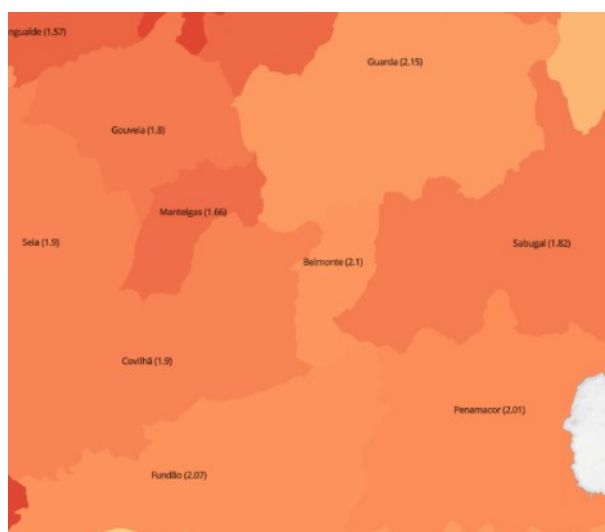 ngualde (1.57)
Guarda (2.15)
Gouveia (1.8)
Manteigas (1.66)
Seia (1.9)
Sabugal (1.82)
Belmonte (2.1)
Covilhã (1.9)
Penamacor (2.01)
Fundão (2.07)